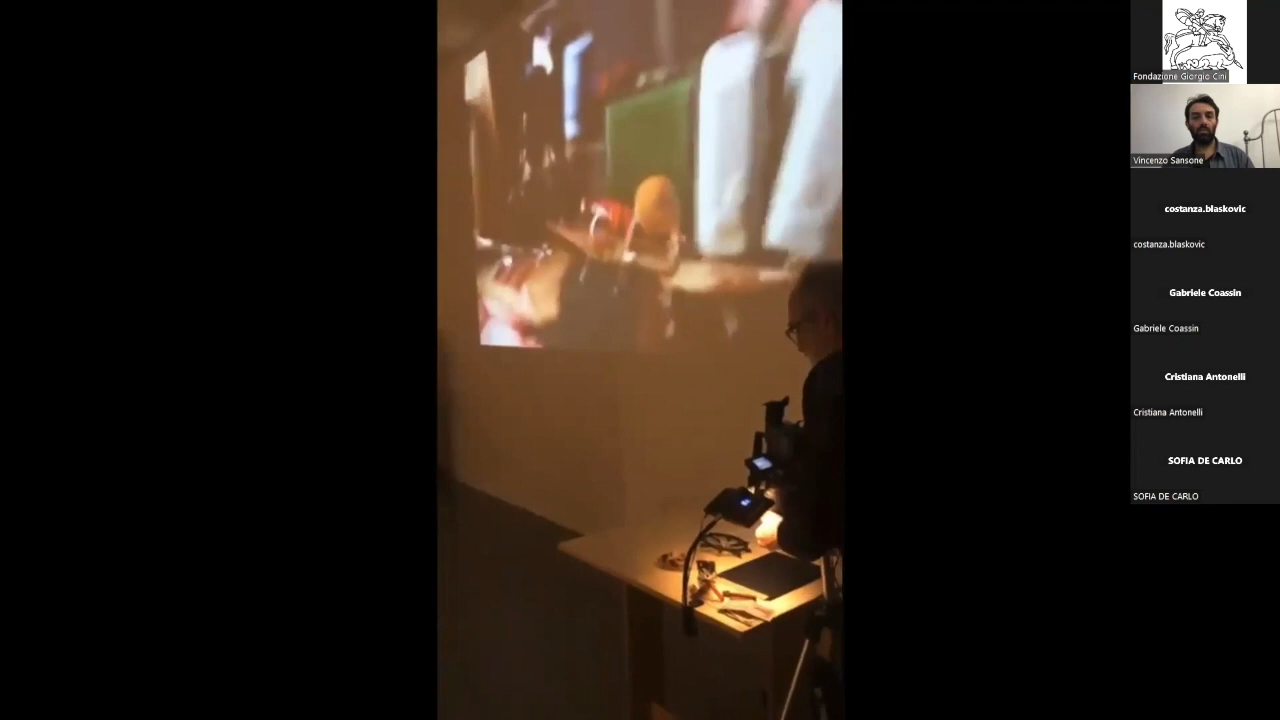 Fondazione Giorgio Cini
Vincenzo Sansone
costanza.blaskovic
costanza.blaskovic
Gabriele Coassin
Gabriele Coassin
Cristiana Antonelli
Cristiana Antonelli
SOFIA DE CARLO
SOFIA DE CARLO